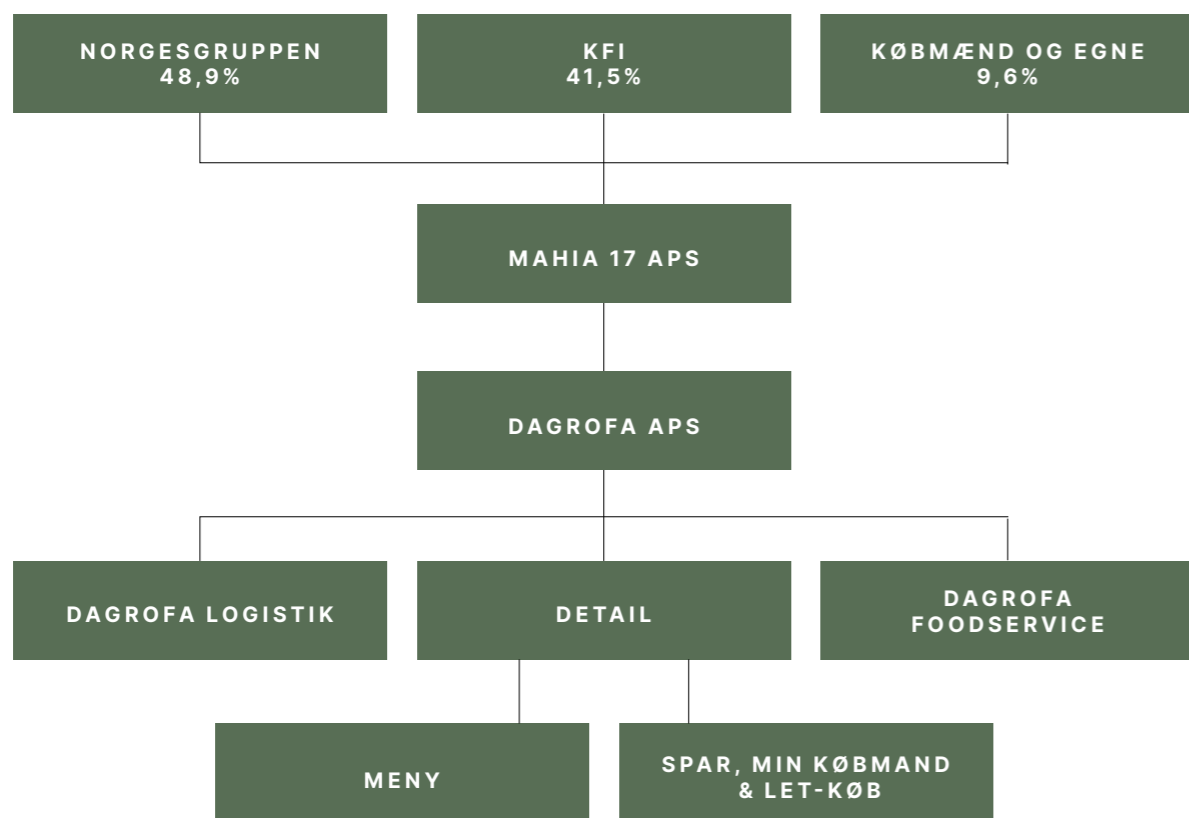 NORGESGRUPPEN
48,9%
KFI
41,5%
KØBMÆND OG EGNE
9,6%
MAHIA 17 APS
DAGROFA APS
DAGROFA LOGISTIK
DETAIL
DAGROFA
FOODSERVICE
MENY
SPAR, MIN KØBMAND
& LET-KØB